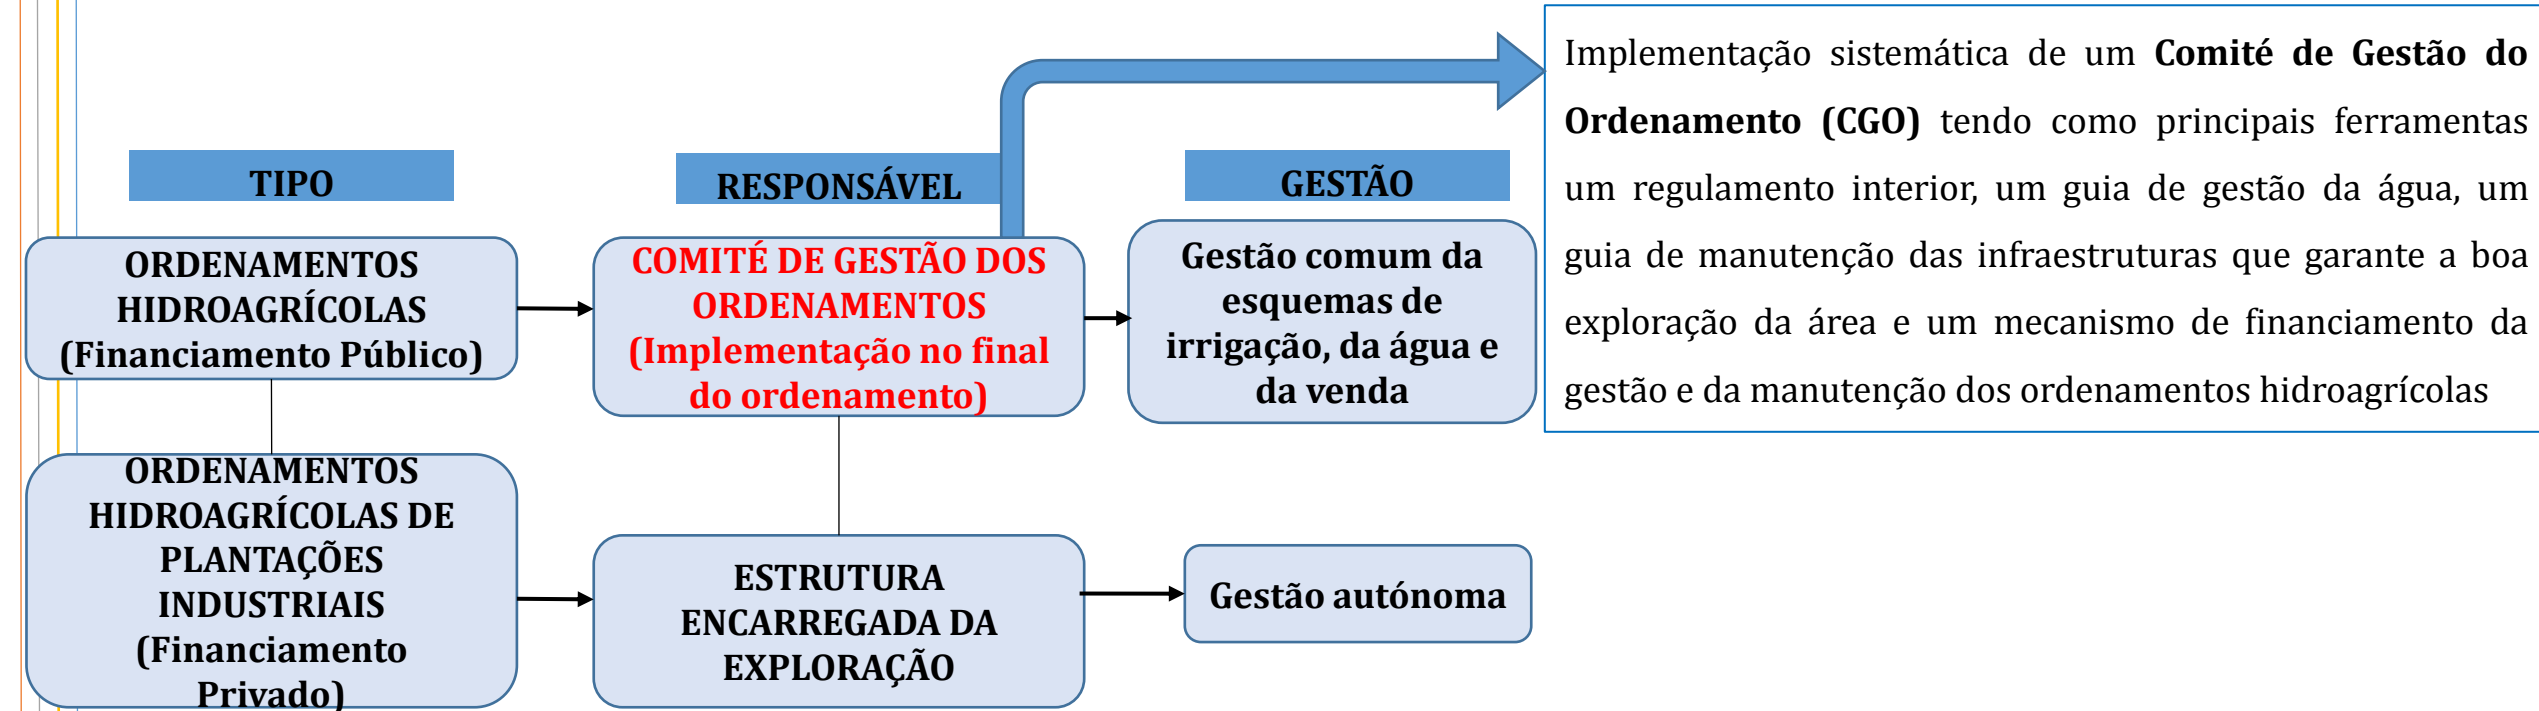 TIPO
RESPONSÁVEL
GESTÃO
ORDENAMENTOS
HIDROAGRÍCOLAS
(Financiamento Público)
COMITÉ DE GESTÃO DOS
ORDENAMENTOS
(Implementação no final
do ordenamento)
Gestão comum da
esquemas de
irrigação, da água e
da venda
Implementação sistemática de um Comité de Gestão do
Ordenamento (CGO) tendo como principais ferramentas
um regulamento interior, um guia de gestão da água, um
guia de manutenção das infraestruturas que garante a boa
exploração da área e um mecanismo de financiamento da
gestão e da manutenção dos ordenamentos hidroagrícolas
ORDENAMENTOS
HIDROAGRÍCOLAS DE
PLANTAÇÕES
INDUSTRIAIS
(Financiamento
Privado)
ESTRUTURA
ENCARREGADA DA
EXPLORAÇÃO
Gestão autónoma